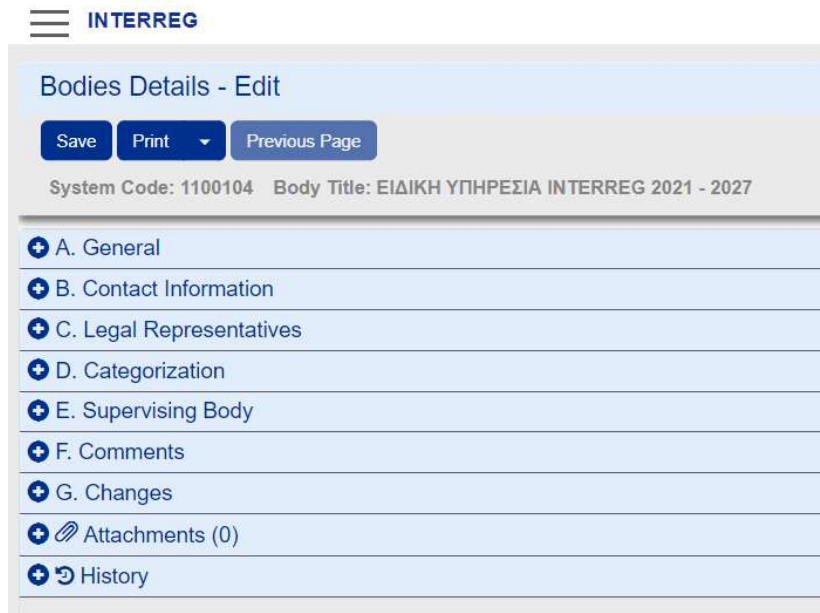 INTERREG
Bodies Details - Edit
Save Print Previous Page
System Code: 1100104 Body Title: ΕΙΔΙΚΗ ΥΠΗΡΕΣΙΑ INTERREG 2021 - 2027
A. General
B. Contact Information
C. Legal Representatives
D. Categorization
E. Supervising Body
F. Comments
G. Changes
Attachments (0)
History